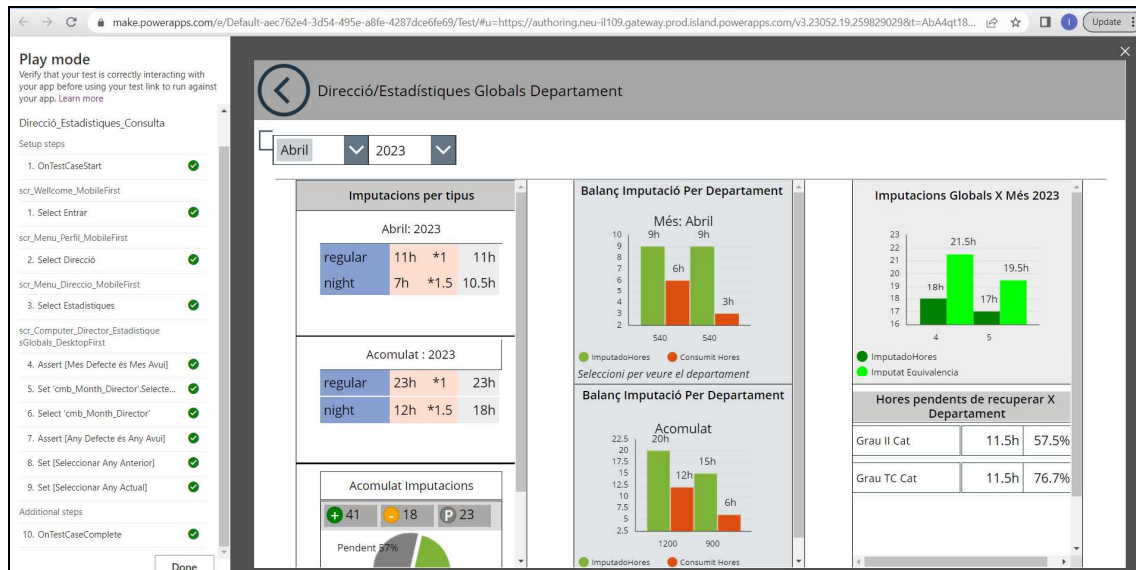 make.powerapps.com/e/Default-aec762e4-3d54-495e-a8fe-4287dce6fe69/Test/#u=https://authoring.neu-il109.gateway.prod.island.powerapps.com/v3.23052.19.259829029&t=AbA4qt18...
I
Update
Play mode
Verify that your test is correctly interacting with
your app before using your test link to run against
your app. Learn more
Direcció_Estadistiques_Consulta
Setup steps
1. OnTestCaseStart
scr_Wellcome_MobileFirst
1. Select Entrar
scr_Menu_Perfil_MobileFirst
2. Select Direcció
scr_Menu_Direccio_MobileFirst
3. Select Estadistiques
scr_Computer_Director_Estadistique
sGlobals_DesktopFirst
4. Assert [Mes Defecte és Mes Avui]
5. Set 'cmb_Month_Director'.Selecte...
6. Select 'cmb_Month_Director'
7. Assert [Any Defecte és Any Avui]
8. Set [Seleccionar Any Anterior]
9. Set [Seleccionar Any Actual]
Additional steps
10. OnTestCaseComplete
Done
Direcció/Estadístiques Globals Departament
Abril 2023
Imputacions per tipus
Abril: 2023
regular 11h *1 11h
night 7h *1.5 10.5h
Acomulat : 2023
regular 23h *1 23h
night 12h *1.5 18h
Acomulat Imputacions
+ 41 - 18 P 23
Pendent 57%
Balanç Imputació Per Departament
Més: Abril
10
9
8
7
6
5
4
3
2
9h 9h
6h
3h
540 540
ImputadoHores Consumit Hores
Seleccioni per veure el departament
Balanç Imputació Per Departament
Acomulat
22.5
20
17.5
15
12.5
10
7.5
5
2.5
20h
12h
15h
6h
1200 900
ImputadoHores Consumit Hores
Imputacions Globals X Més 2023
23
22
21
20
19
18
17
16
18h
21.5h
17h
19.5h
4 5
ImputadoHores
Imputat Equivalencia
Hores pendents de recuperar X
Departament
Grau II Cat 11.5h 57.5%
Grau TC Cat 11.5h 76.7%